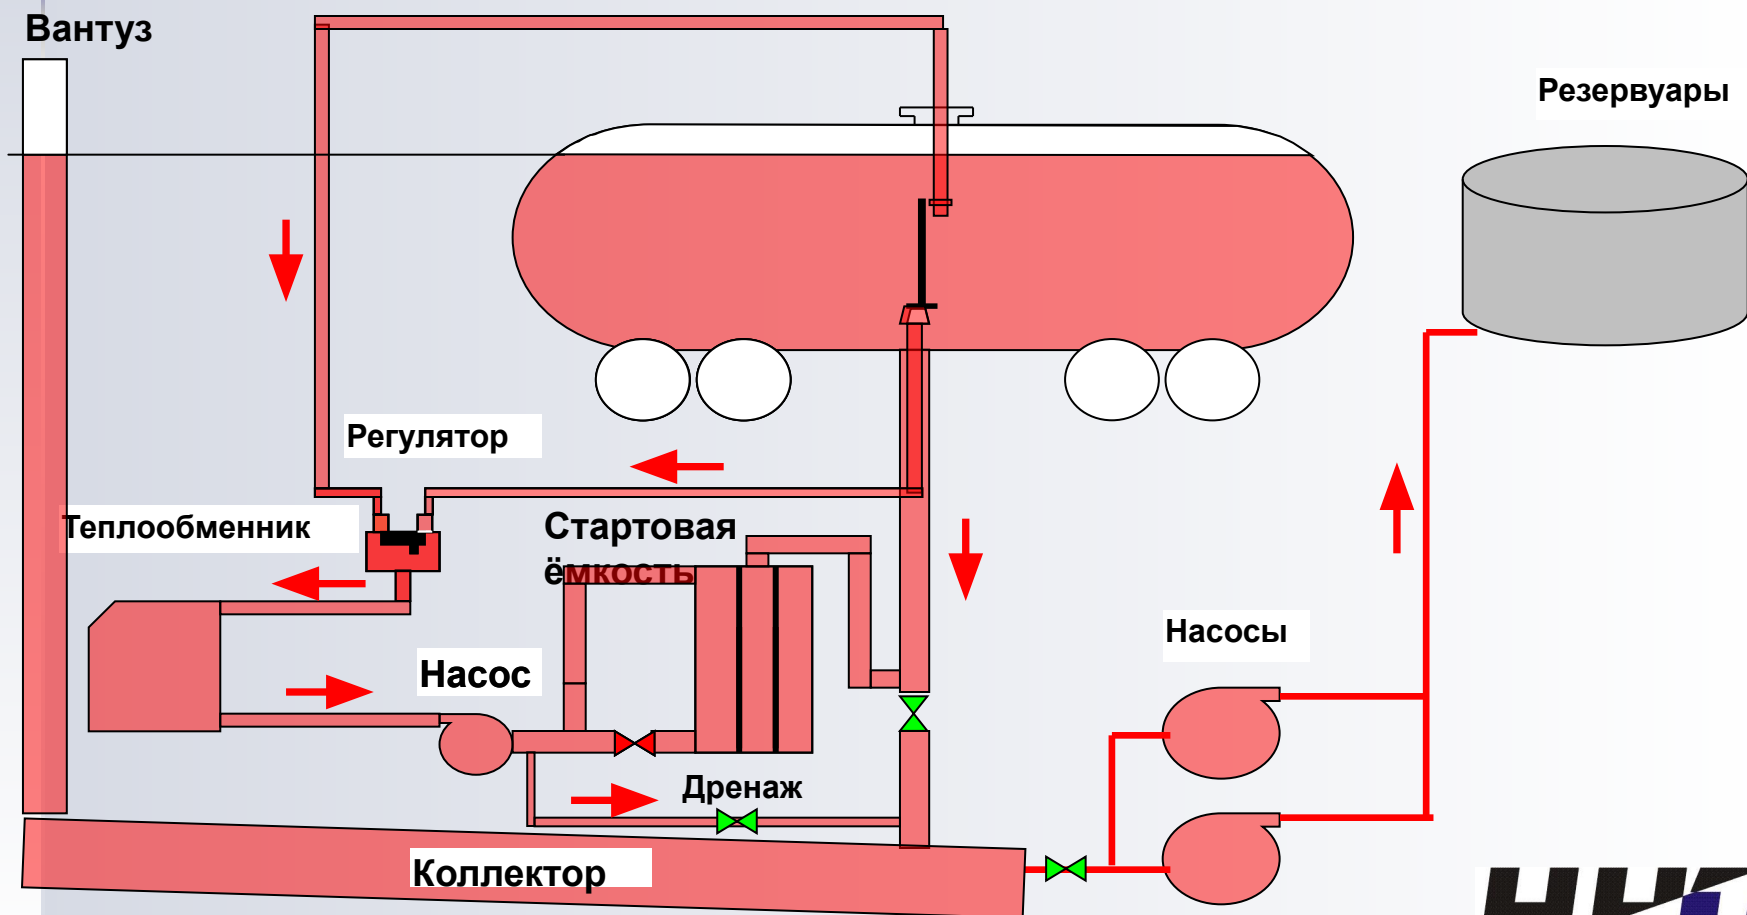 Вантуз
Резервуары
Регулятор
Теплообменник
Стартовая
ёмкость
Насосы
Насос
Дренаж
Коллектор